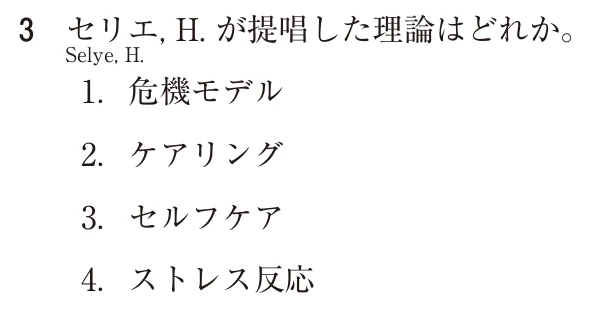 3 セリエ, H. が提唱した理論はどれか。
Selye, H.
1. 危機モデル
2. ケアリング
3. セルフケア
4. ストレス反応